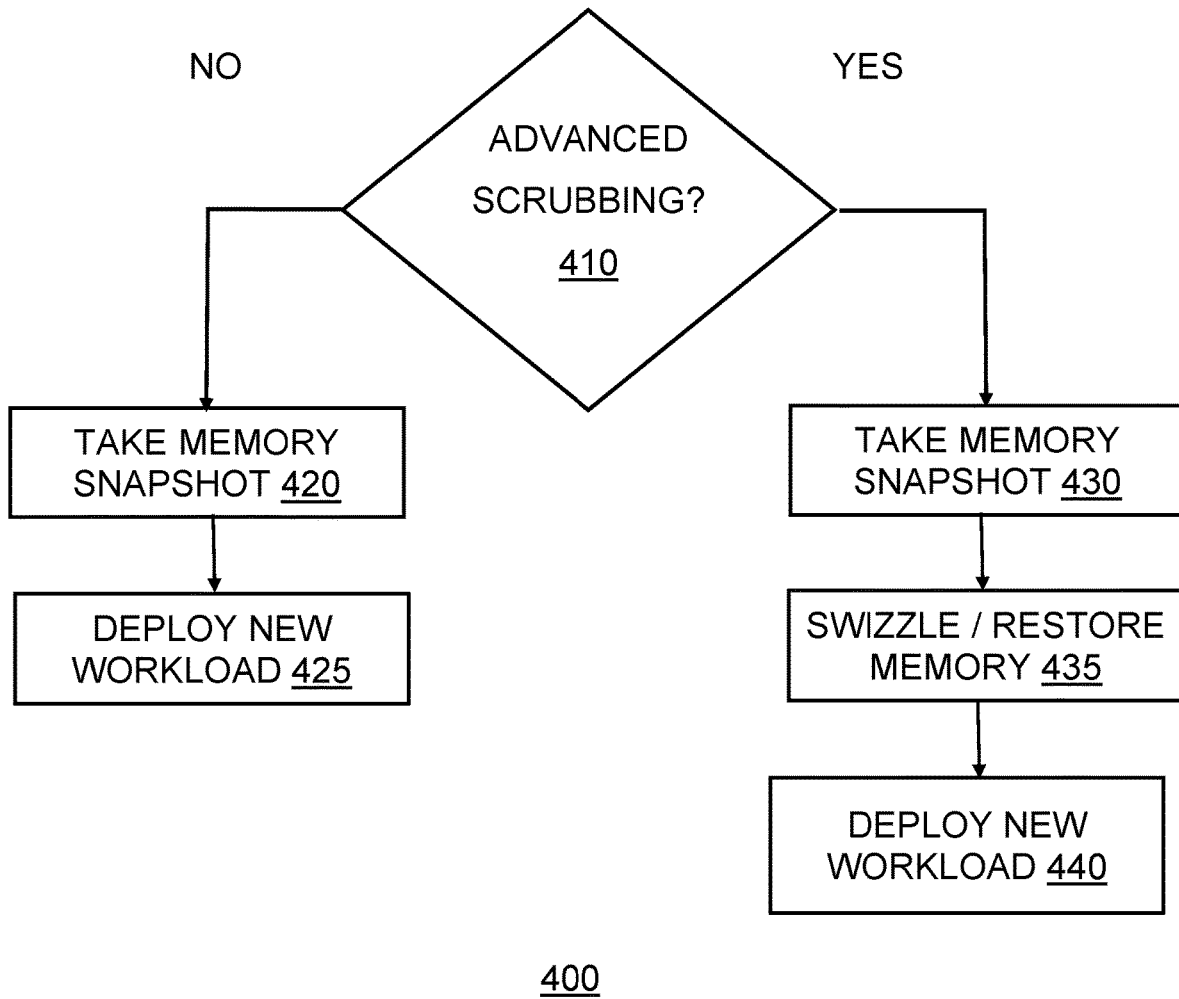 NO
YES
ADVANCED
SCRUBBING?
410
TAKE MEMORY
SNAPSHOT 420
TAKE MEMORY
SNAPSHOT 430
DEPLOY NEW
WORKLOAD 425
SWIZZLE / RESTORE
MEMORY 435
DEPLOY NEW
WORKLOAD 440
400